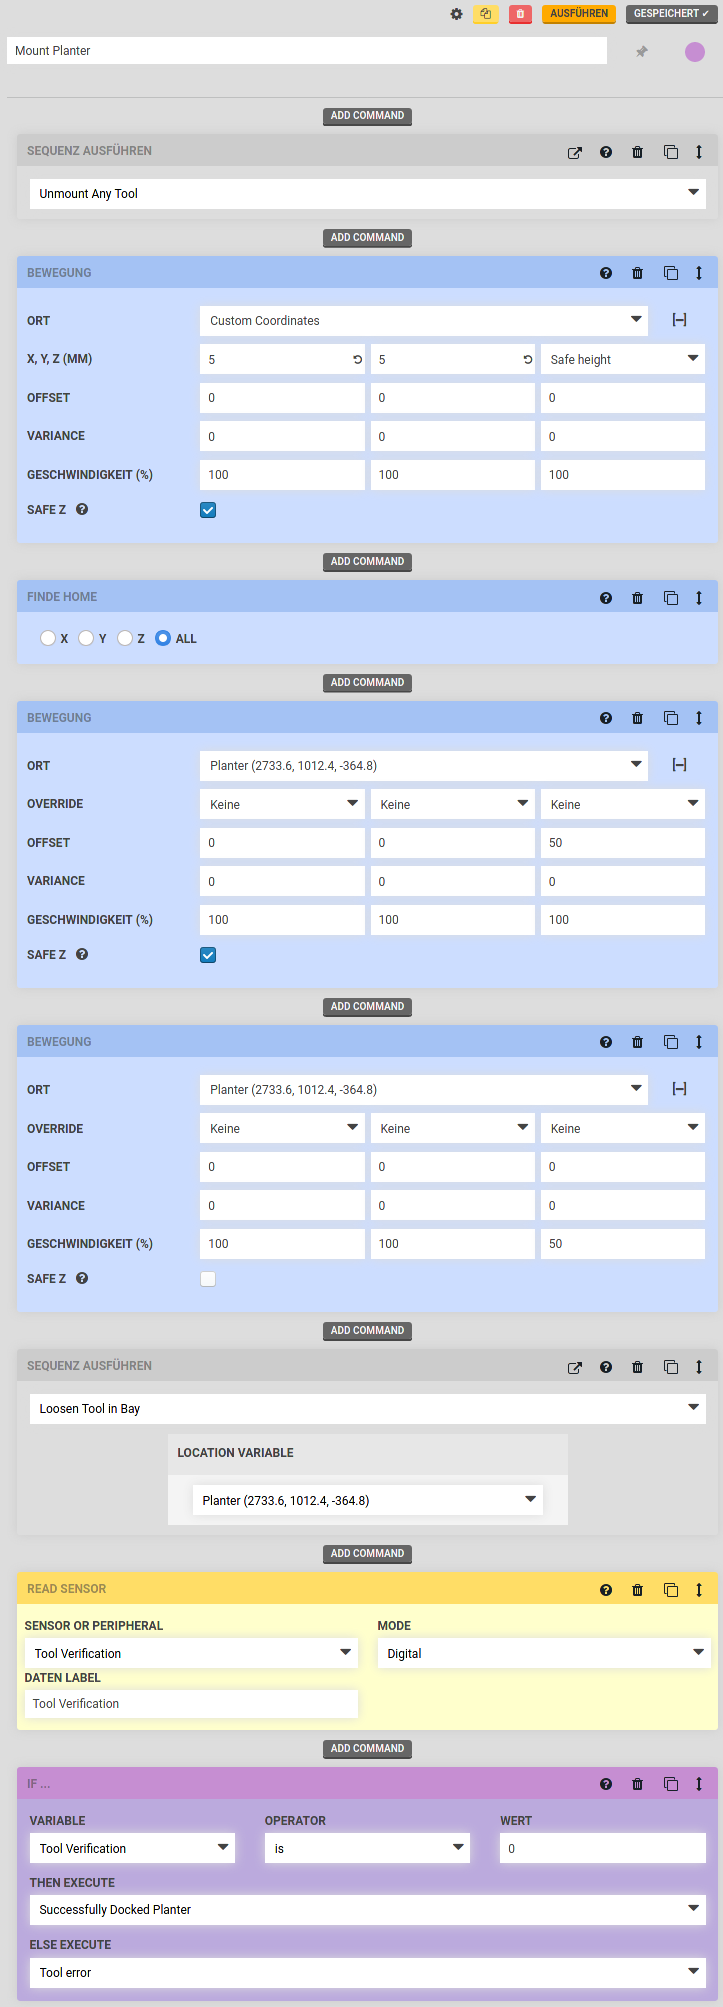 AUSFÜHREN GESPEICHERT ✔
Mount Planter
ADD COMMAND
SEQUENZ AUSFÜHREN
Unmount Any Tool
ADD COMMAND
BEWEGUNG
ORT Custom Coordinates [–]
X, Y, Z (MM) 5 5 Safe height
OFFSET 0 0 0
VARIANCE 0 0 0
GESCHWINDIGKEIT (%) 100 100 100
SAFE Z
ADD COMMAND
FINDE HOME
X Y Z ALL
ADD COMMAND
BEWEGUNG
ORT Planter (2733.6, 1012.4, -364.8) [–]
OVERRIDE Keine Keine Keine
OFFSET 0 0 50
VARIANCE 0 0 0
GESCHWINDIGKEIT (%) 100 100 100
SAFE Z
ADD COMMAND
BEWEGUNG
ORT Planter (2733.6, 1012.4, -364.8) [–]
OVERRIDE Keine Keine Keine
OFFSET 0 0 0
VARIANCE 0 0 0
GESCHWINDIGKEIT (%) 100 100 50
SAFE Z
ADD COMMAND
SEQUENZ AUSFÜHREN
Loosen Tool in Bay
LOCATION VARIABLE
Planter (2733.6, 1012.4, -364.8)
ADD COMMAND
READ SENSOR
SENSOR OR PERIPHERAL MODE
Tool Verification Digital
DATEN LABEL
Tool Verification
ADD COMMAND
IF ...
VARIABLE OPERATOR WERT
Tool Verification is 0
THEN EXECUTE
Successfully Docked Planter
ELSE EXECUTE
Tool error